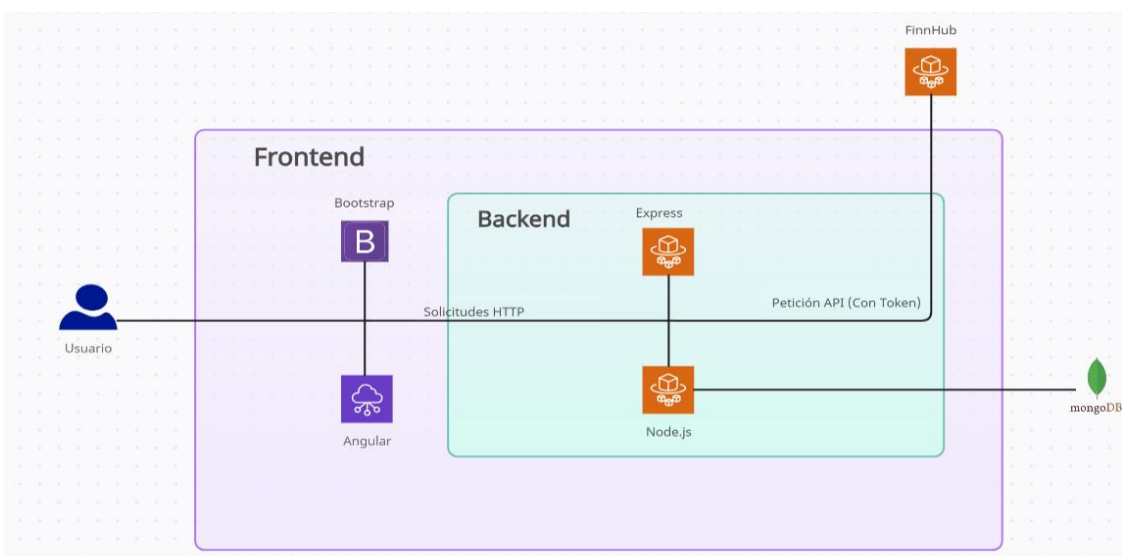 FinnHub
Frontend
Bootstrap
B
Backend
Express
Solicitudes HTTP
Petición API (Con Token)
Usuario
Angular
Node.js
mongoDB